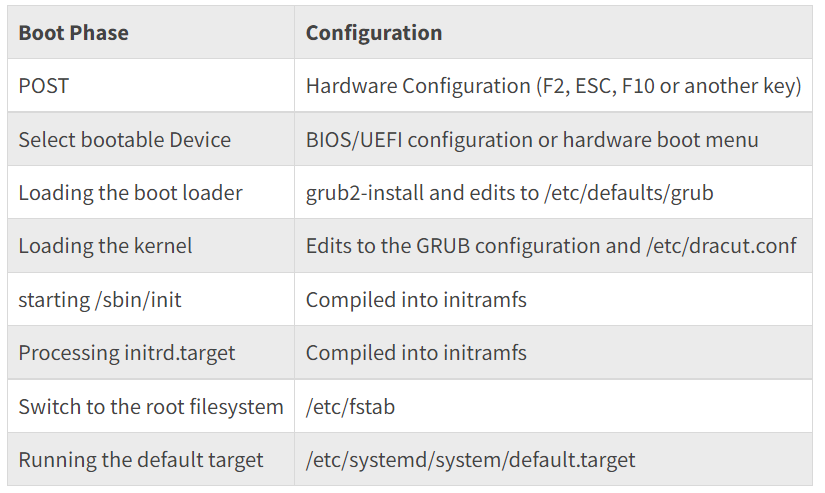 Boot Phase Configuration
POST Hardware Configuration (F2, ESC, F10 or another key)
Select bootable Device BIOS/UEFI configuration or hardware boot menu
Loading the boot loader grub2-install and edits to /etc/defaults/grub
Loading the kernel Edits to the GRUB configuration and /etc/dracut.conf
starting /sbin/init Compiled into initramfs
Processing initrd.target Compiled into initramfs
Switch to the root filesystem /etc/fstab
Running the default target /etc/systemd/system/default.target